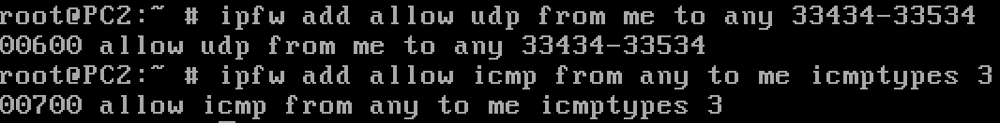 root@PC2:~ # ipfw add allow udp from me to any 33434-33534
00600 allow udp from me to any 33434-33534
root@PC2:~ # ipfw add allow icmp from any to me icmptypes 3
00700 allow icmp from any to me icmptypes 3